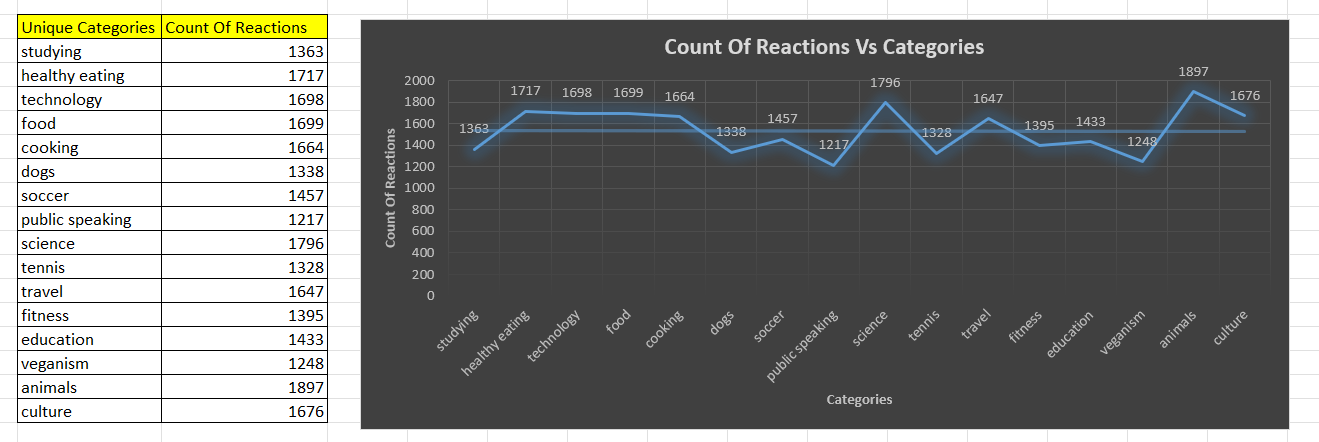 Unique Categories Count Of Reactions
studying 1363
healthy eating 1717
technology 1698
food 1699
cooking 1664
dogs 1338
soccer 1457
public speaking 1217
science 1796
tennis 1328
travel 1647
fitness 1395
education 1433
veganism 1248
animals 1897
culture 1676
Count Of Reactions Vs Categories
Count Of Reactions
2000
1800
1600
1400
1200
1000
800
600
400
200
0
1363 1717 1698 1699 1664 1338 1457 1217 1796 1328 1647 1395 1433 1248 1897 1676
studying healthy eating technology food cooking dogs soccer public speaking science tennis travel fitness education veganism animals culture
Categories